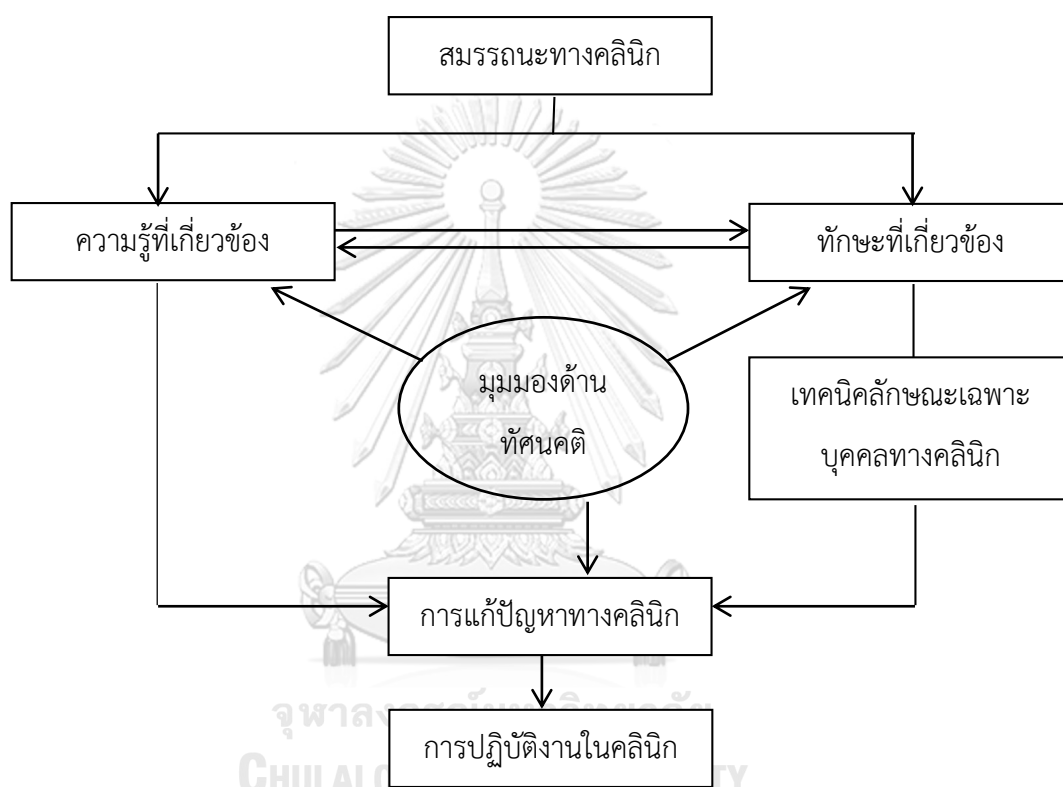 สมรรถนะทางคลินิก
ความรู้ที่เกี่ยวข้อง
ทักษะที่เกี่ยวข้อง
มุมมองด้าน
ทัศนคติ
เทคนิคลักษณะเฉพาะ
บุคคลทางคลินิก
การแก้ปัญหาทางคลินิก
การปฏิบัติงานในคลินิก